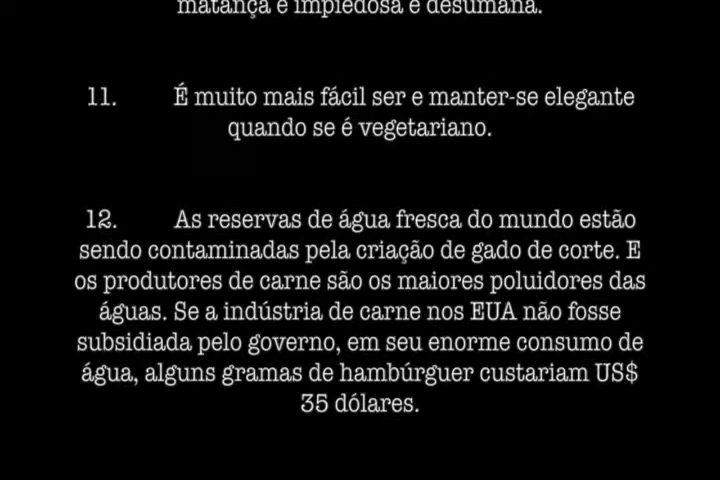 matança é impiedosa e desumana.
11. É muito mais fácil ser e manter-se elegante
quando se é vegetariano.
12. As reservas de água fresca do mundo estão
sendo contaminadas pela criação de gado de corte. E
os produtores de carne são os maiores poluidores das
águas. Se a indústria de carne nos EUA não fosse
subsidiada pelo governo, em seu enorme consumo de
água, alguns gramas de hambúrguer custariam US$
35 dólares.